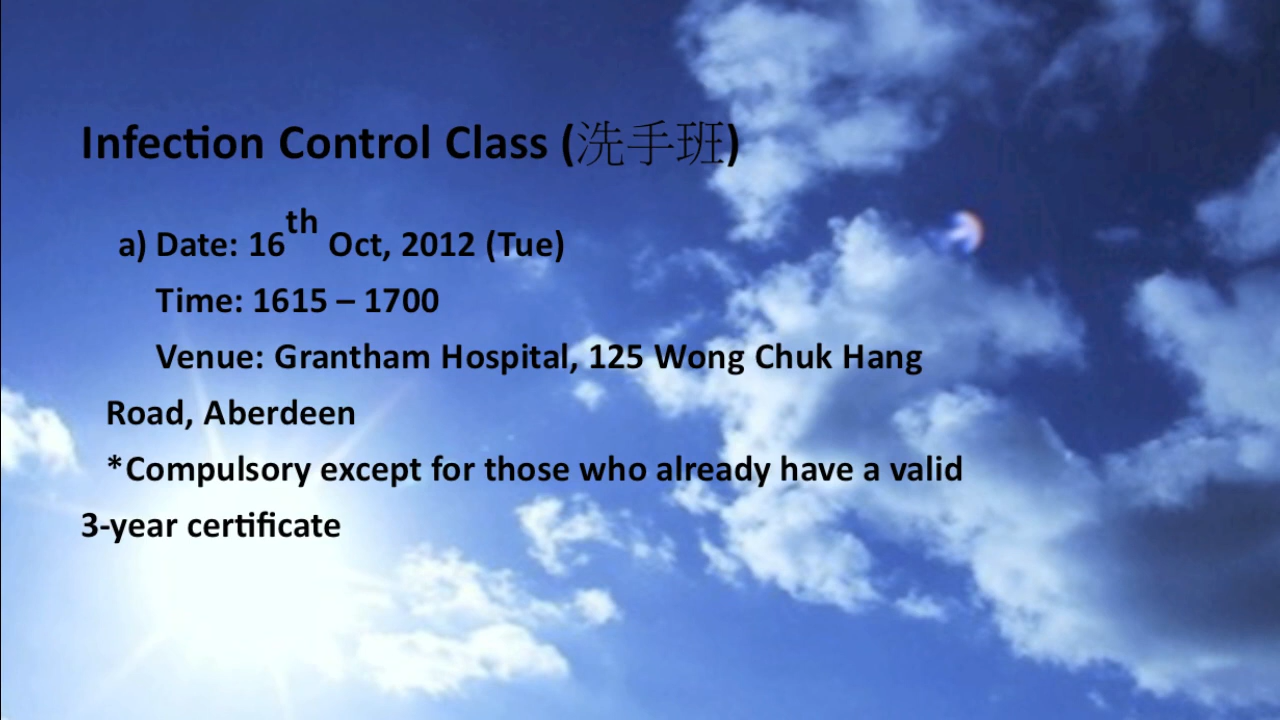 Infection Control Class (洗手班)
a) Date: 16th Oct, 2012 (Tue)
Time: 1615 – 1700
Venue: Grantham Hospital, 125 Wong Chuk Hang
Road, Aberdeen
*Compulsory except for those who already have a valid
3-year certificate